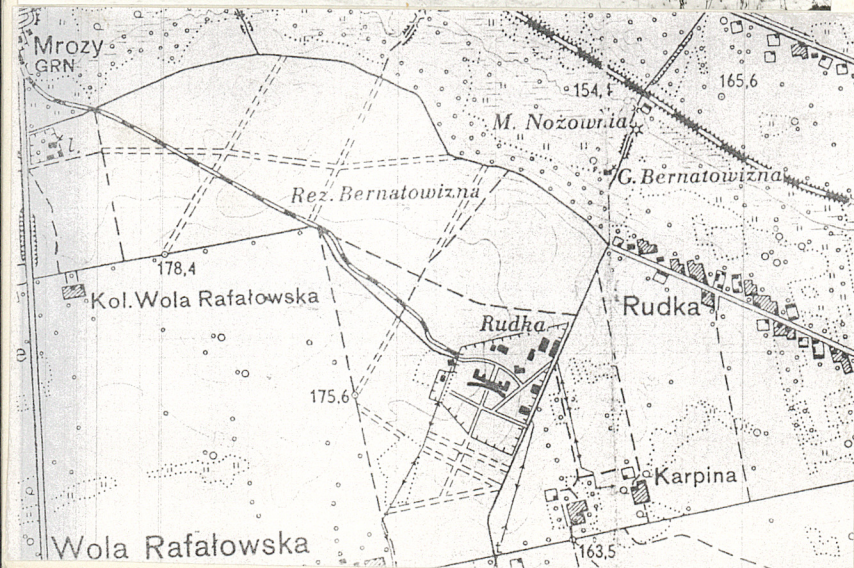 Mrozy
GRN
154,1
165,6
M. Nożownia
G. Bernatowizna
Rez. Bernatowizna
178,4
Kol. Wola Rafałowska
Rudka
Rudka
175,6
Karpina
Wola Rafałowska
163,5